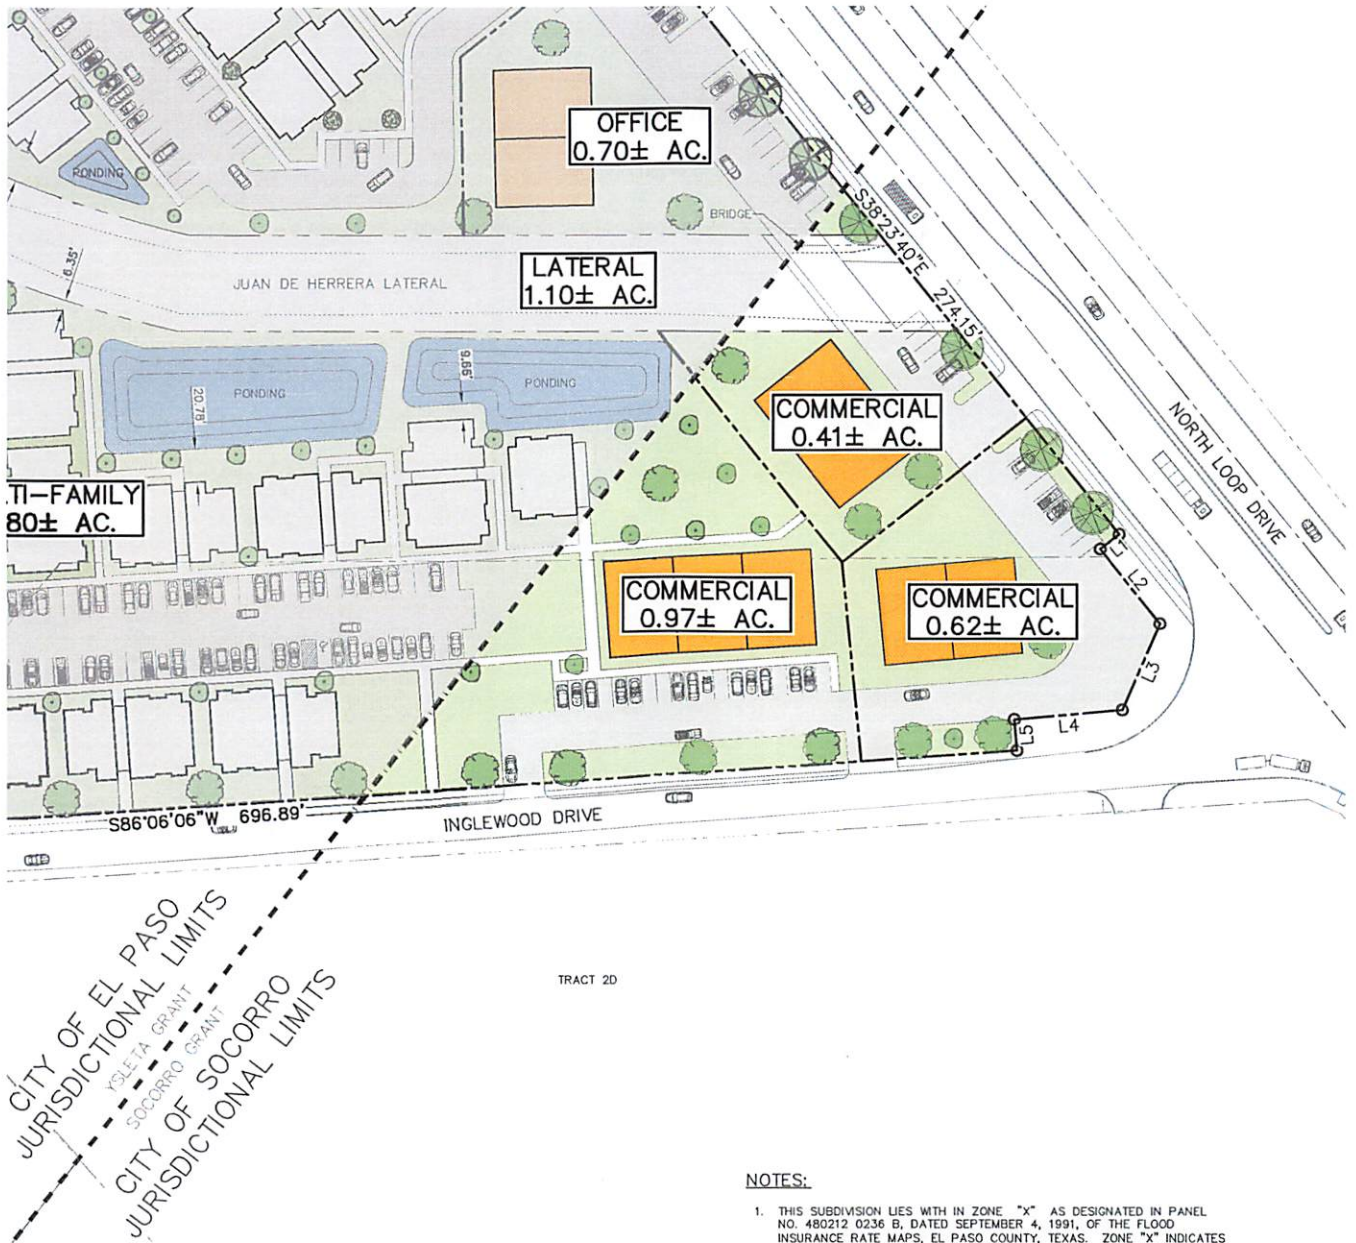 OFFICE
0.70± AC.
PONDING
BRIDGE
S38°23'40"E
274.15'
6.35'
JUAN DE HERRERA LATERAL
LATERAL
1.10± AC.
PONDING
20.78'
9.66'
PONDING
COMMERCIAL
0.41± AC.
NORTH LOOP DRIVE
TI-FAMILY
80± AC.
COMMERCIAL
0.97± AC.
COMMERCIAL
0.62± AC.
L1
L2
L3
L4
L5
S86°06'06"W 696.89'
INGLEWOOD DRIVE
CITY OF EL PASO
JURISDICTIONAL LIMITS
YSLETA GRANT
SOCORRO GRANT
CITY OF SOCORRO
JURISDICTIONAL LIMITS
TRACT 2D
NOTES:
1. THIS SUBDIVISION LIES WITH IN ZONE "X" AS DESIGNATED IN PANEL
NO. 480212 0236 B, DATED SEPTEMBER 4, 1991, OF THE FLOOD
INSURANCE RATE MAPS, EL PASO COUNTY, TEXAS. ZONE "X" INDICATES